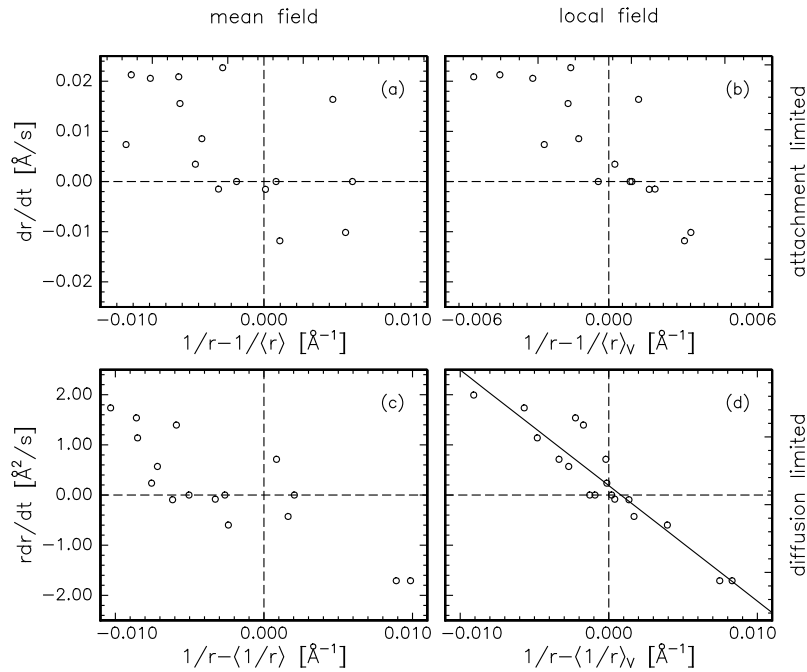 mean field
local field
0.02
0.01
0.00
−0.01
−0.02
dr/dt [Å/s]
(a)
(b)
attachment limited
−0.010
0.000
0.010
−0.006
0.000
0.006
1/r−1/⟨r⟩ [Å⁻¹]
1/r−1/⟨r⟩V [Å⁻¹]
2.00
1.00
0.00
−1.00
−2.00
rdr/dt [Å²/s]
(c)
(d)
diffusion limited
−0.010
0.000
0.010
−0.010
0.000
0.010
1/r−⟨1/r⟩ [Å⁻¹]
1/r−⟨1/r⟩V [Å⁻¹]